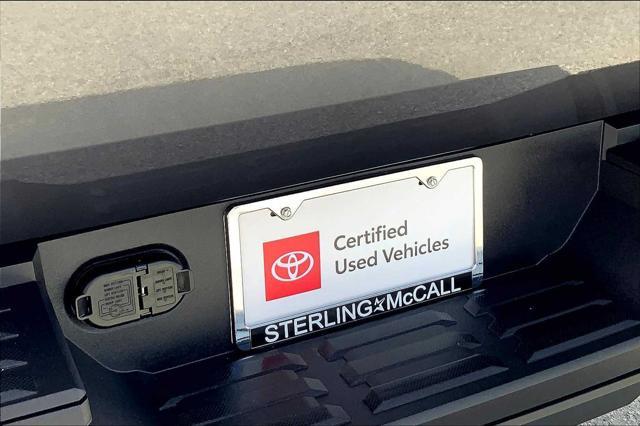 Certified
Used Vehicles
STERLING McCALL